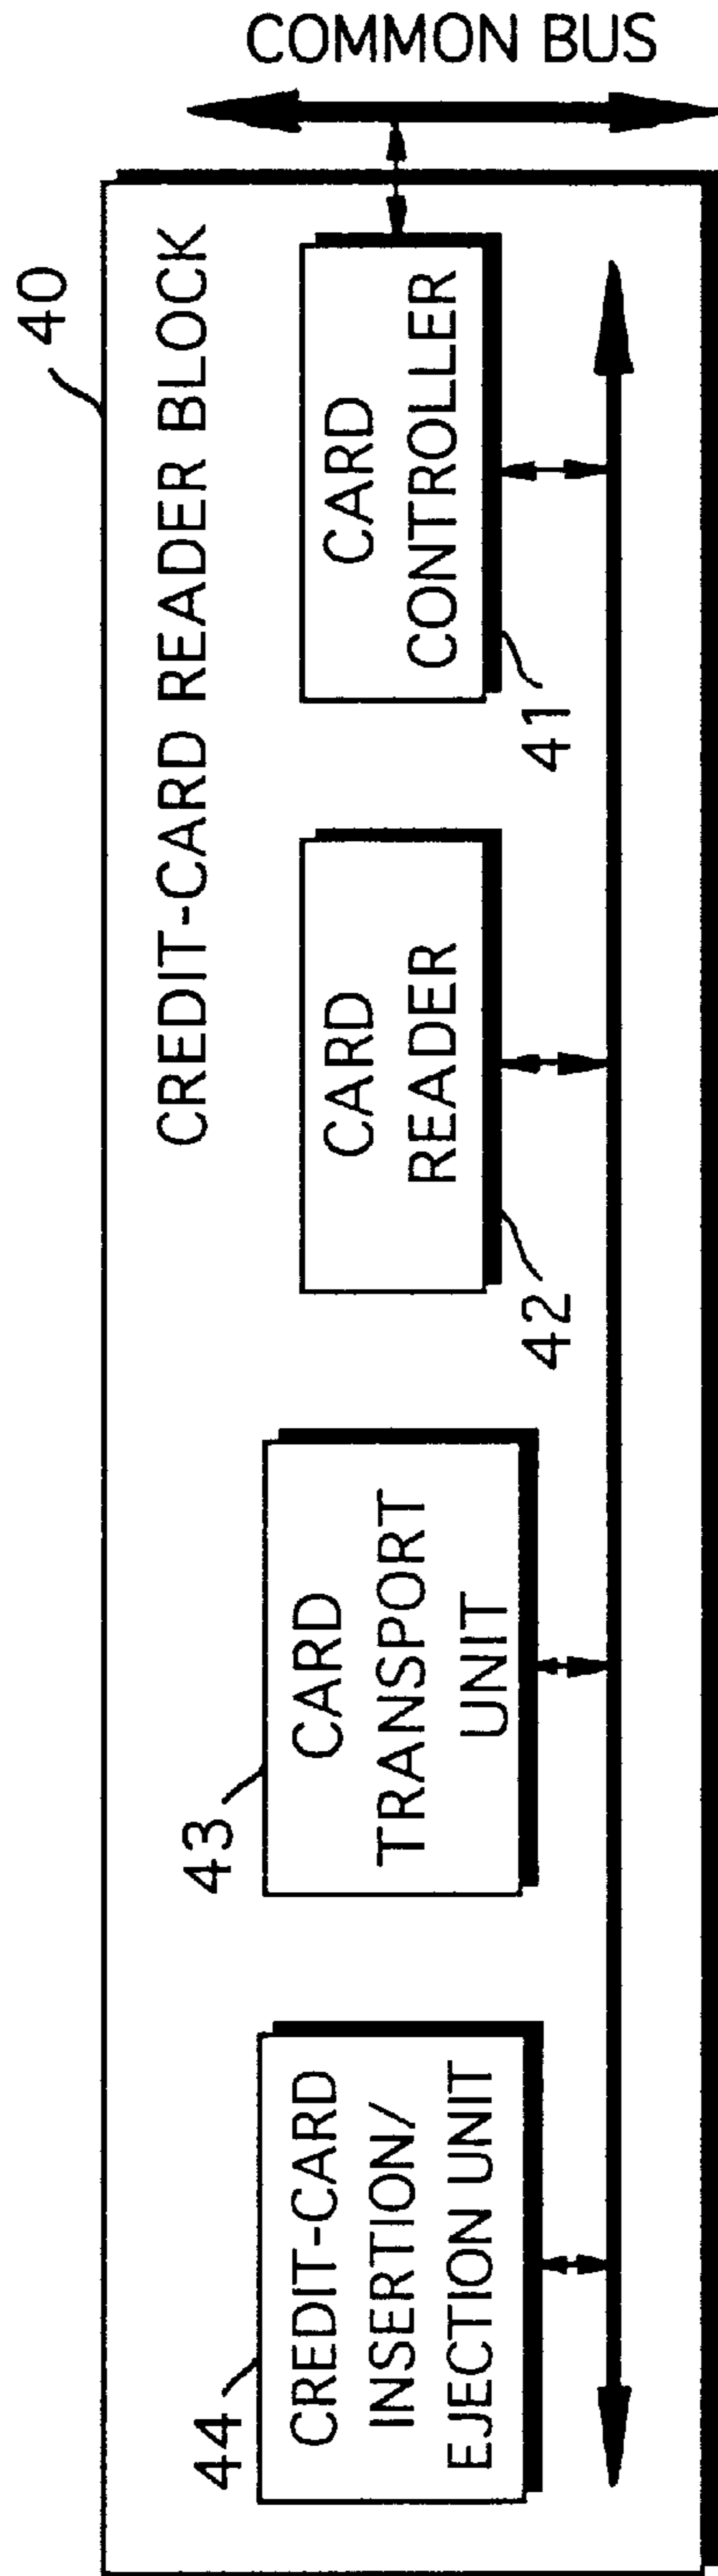 COMMON BUS
40
CREDIT-CARD READER BLOCK
CARD
CONTROLLER
41
CARD
READER
42
43
CARD
TRANSPORT
UNIT
44
CREDIT-CARD
INSERTION/
EJECTION UNIT